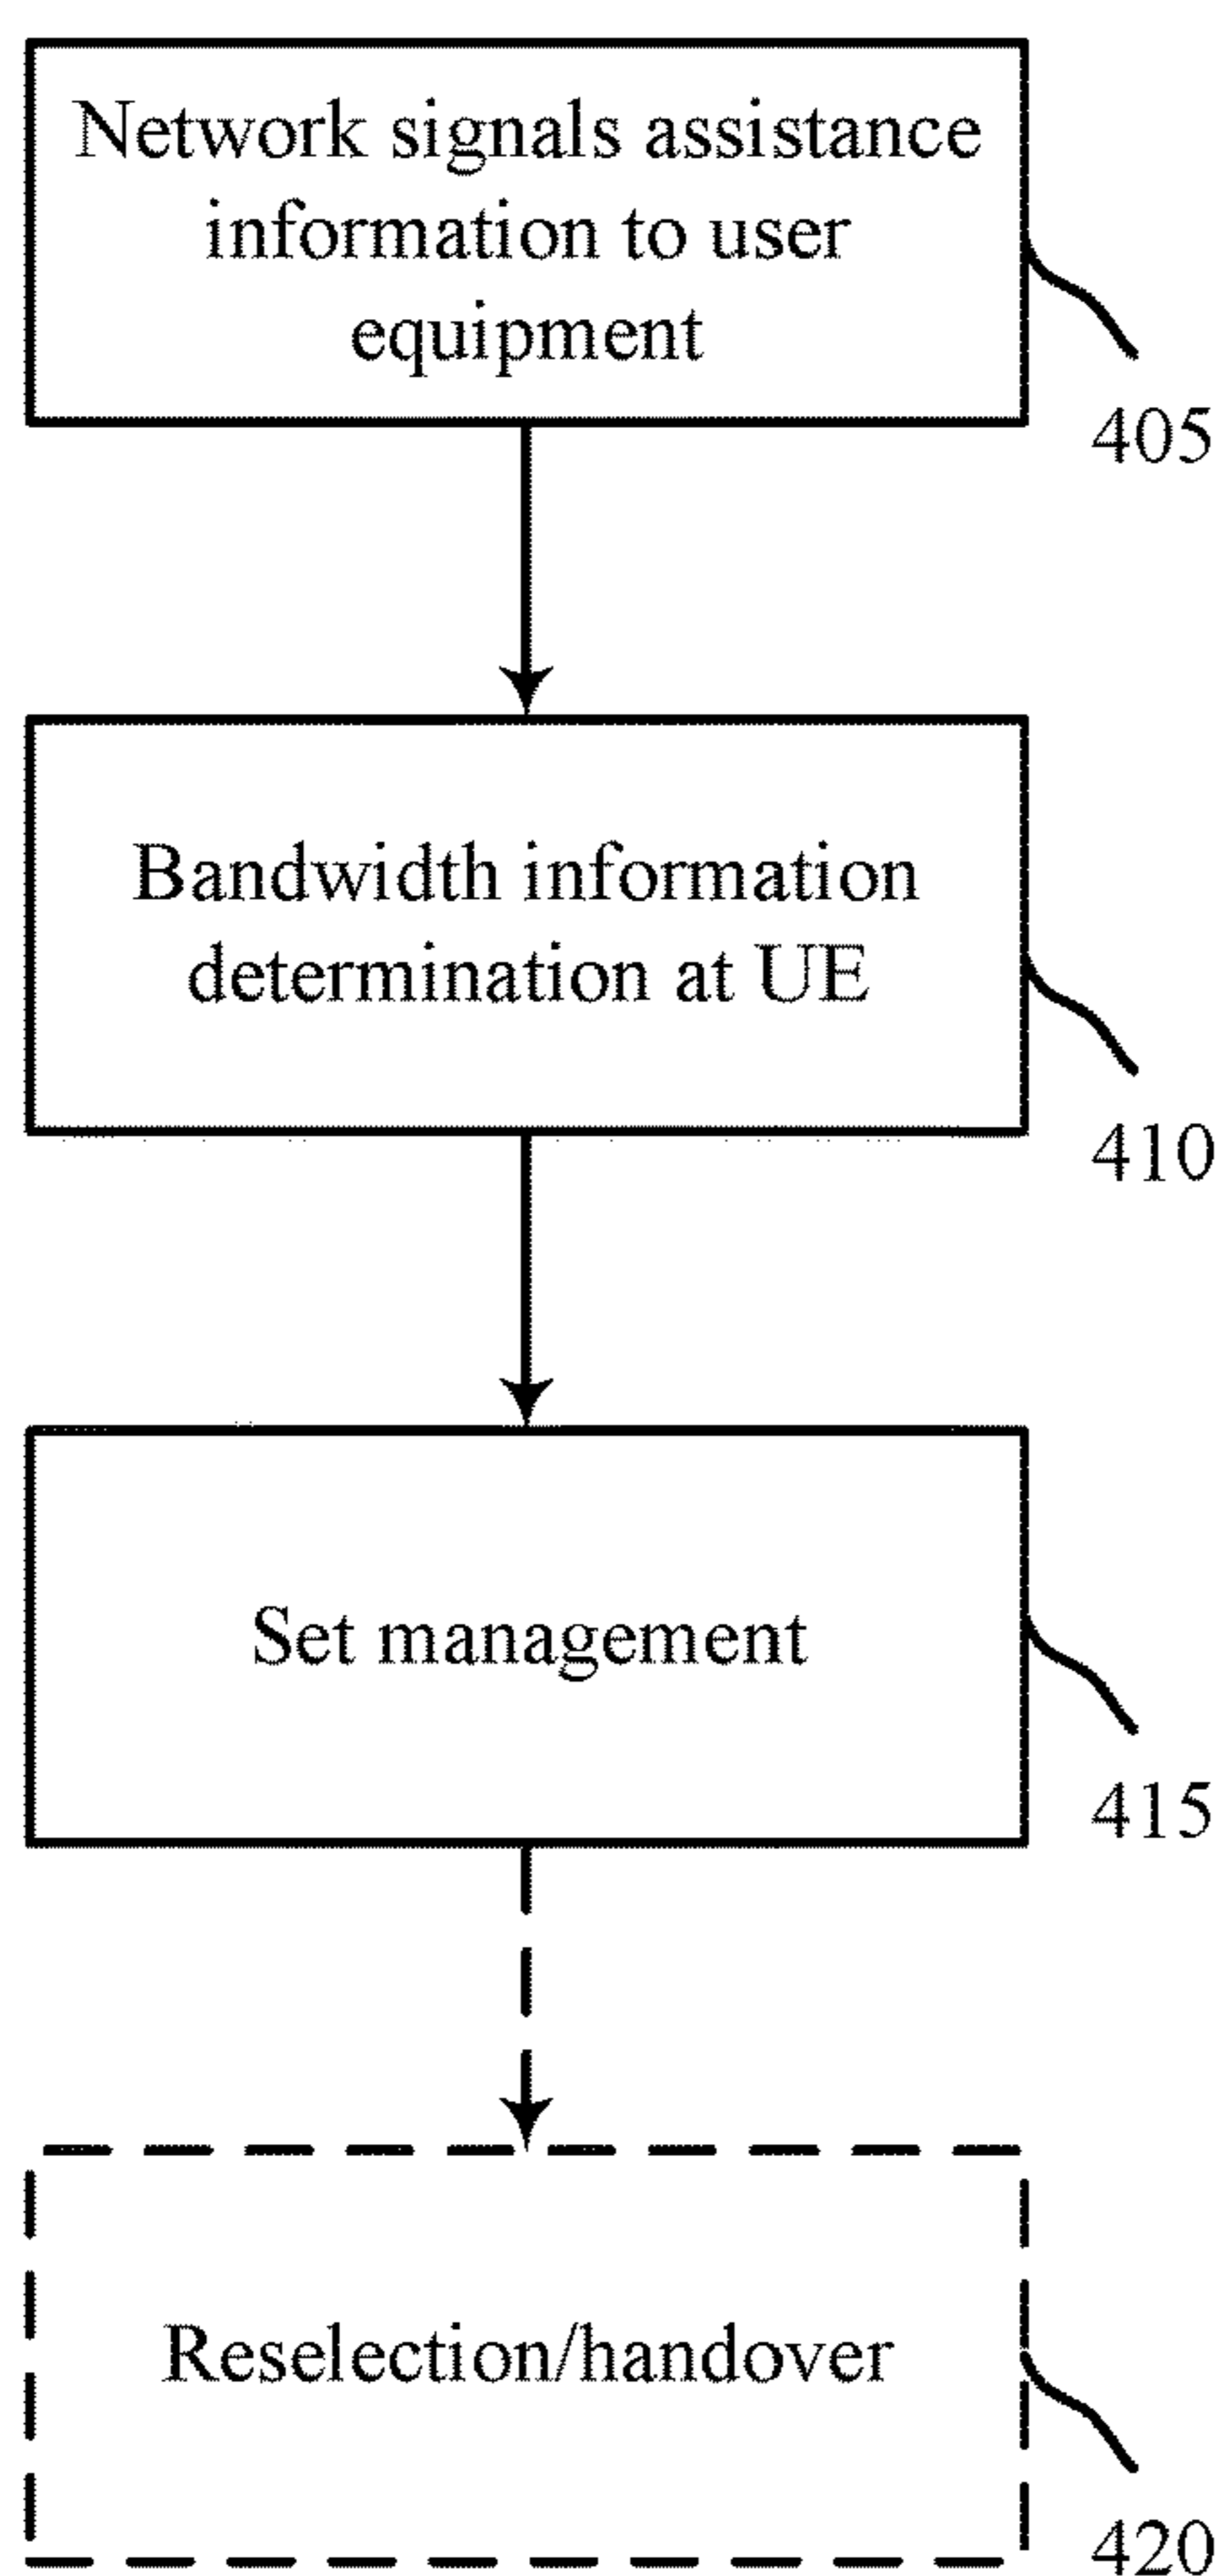 Network signals assistance
information to user
equipment
405
Bandwidth information
determination at UE
410
Set management
415
Reselection/handover
420